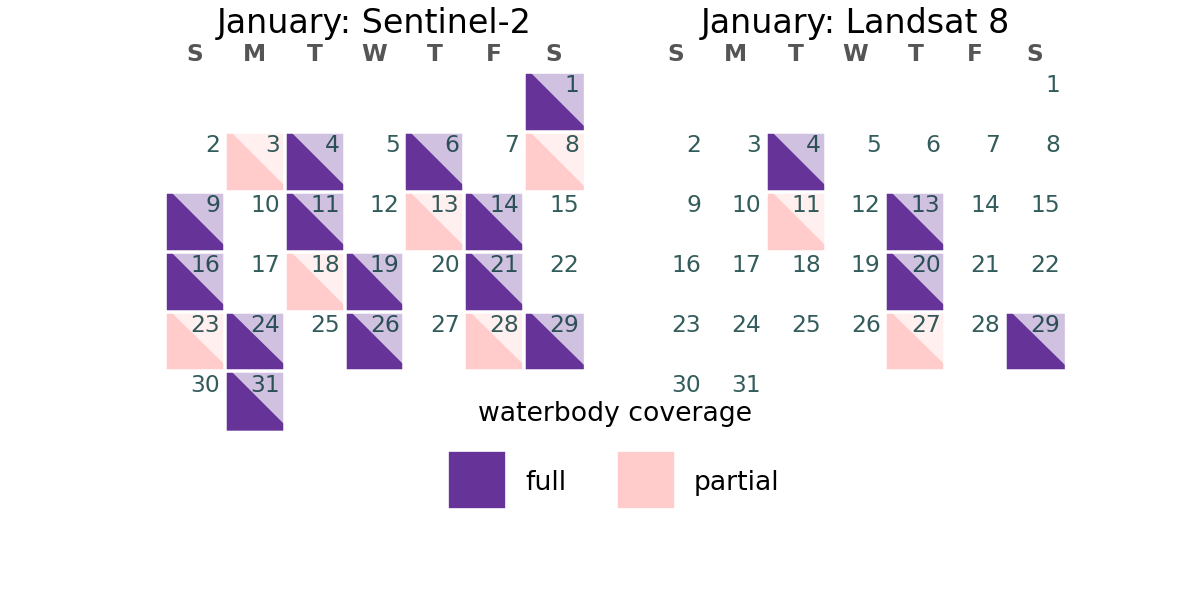 January: Sentinel-2
S M T W T F S
1
2 3 4 5 6 7 8
9 10 11 12 13 14 15
16 17 18 19 20 21 22
23 24 25 26 27 28 29
30 31
January: Landsat 8
S M T W T F S
1
2 3 4 5 6 7 8
9 10 11 12 13 14 15
16 17 18 19 20 21 22
23 24 25 26 27 28 29
30 31
waterbody coverage
full partial